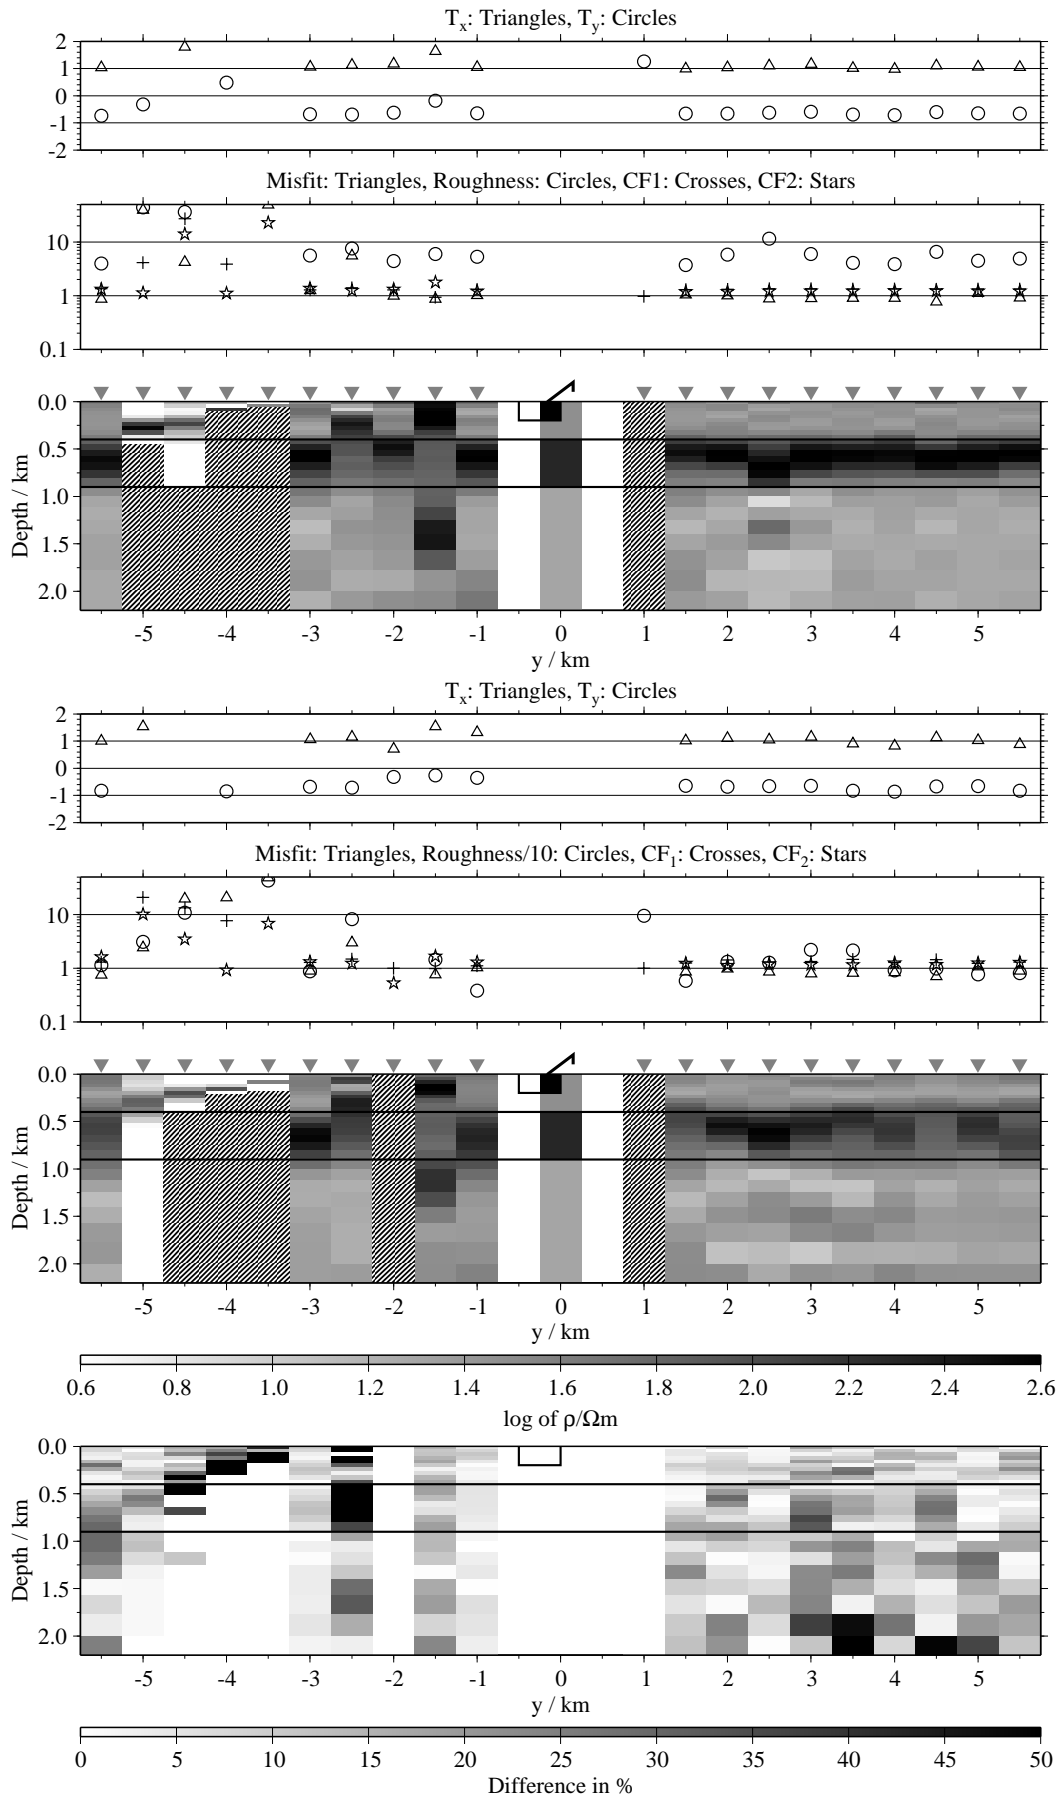 Tx: Triangles, Ty: Circles
2
1
0
-1
-2
Misfit: Triangles, Roughness: Circles, CF1: Crosses, CF2: Stars
10
1
0.1
0.0
0.5
1.0
1.5
2.0
Depth / km
-5 -4 -3 -2 -1 0 1 2 3 4 5
y / km
Tx: Triangles, Ty: Circles
2
1
0
-1
-2
Misfit: Triangles, Roughness/10: Circles, CF1: Crosses, CF2: Stars
10
1
0.1
0.0
0.5
1.0
1.5
2.0
Depth / km
-5 -4 -3 -2 -1 0 1 2 3 4 5
y / km
0.6 0.8 1.0 1.2 1.4 1.6 1.8 2.0 2.2 2.4 2.6
log of ρ/Ωm
0.0
0.5
1.0
1.5
2.0
Depth / km
-5 -4 -3 -2 -1 0 1 2 3 4 5
y / km
0 5 10 15 20 25 30 35 40 45 50
Difference in %